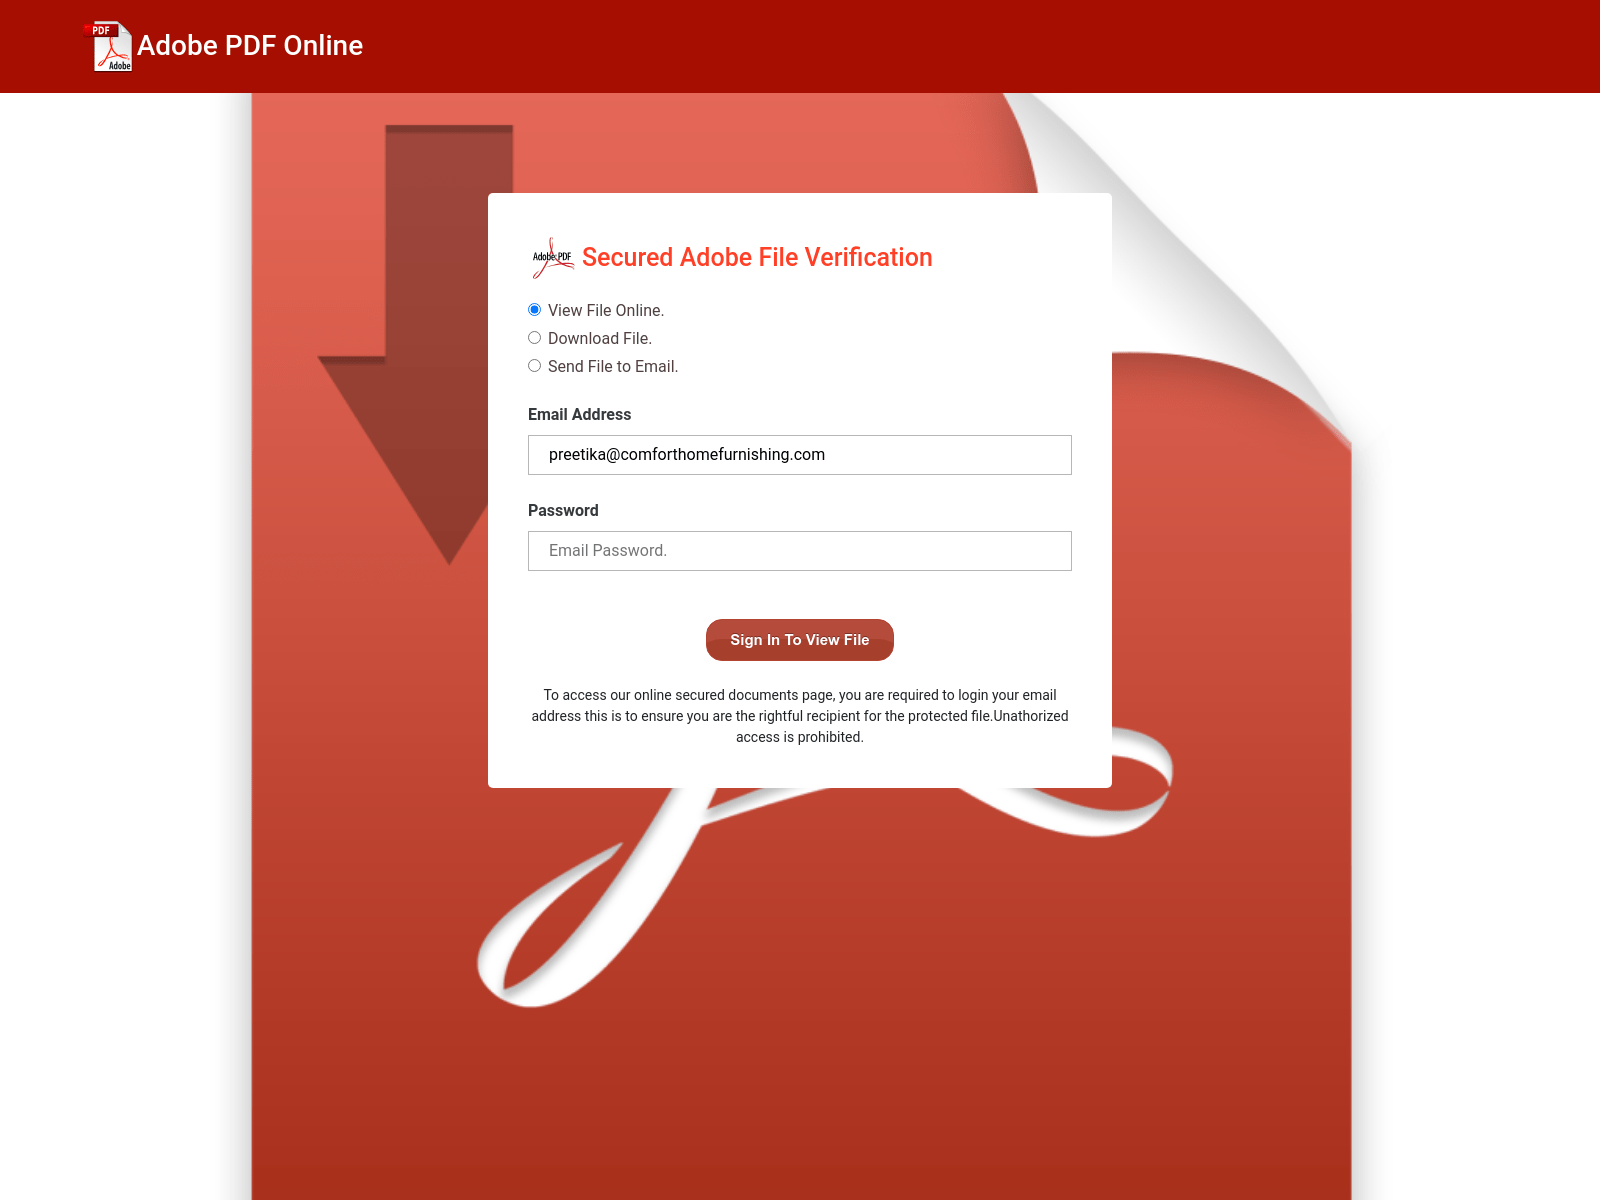 PDF
Adobe
Adobe PDF Online
Adobe PDF
Secured Adobe File Verification
View File Online.
Download File.
Send File to Email.
Email Address
preetika@comforthomefurnishing.com
Password
Email Password.
Sign In To View File
To access our online secured documents page, you are required to login your email
address this is to ensure you are the rightful recipient for the protected file.Unathorized
access is prohibited.